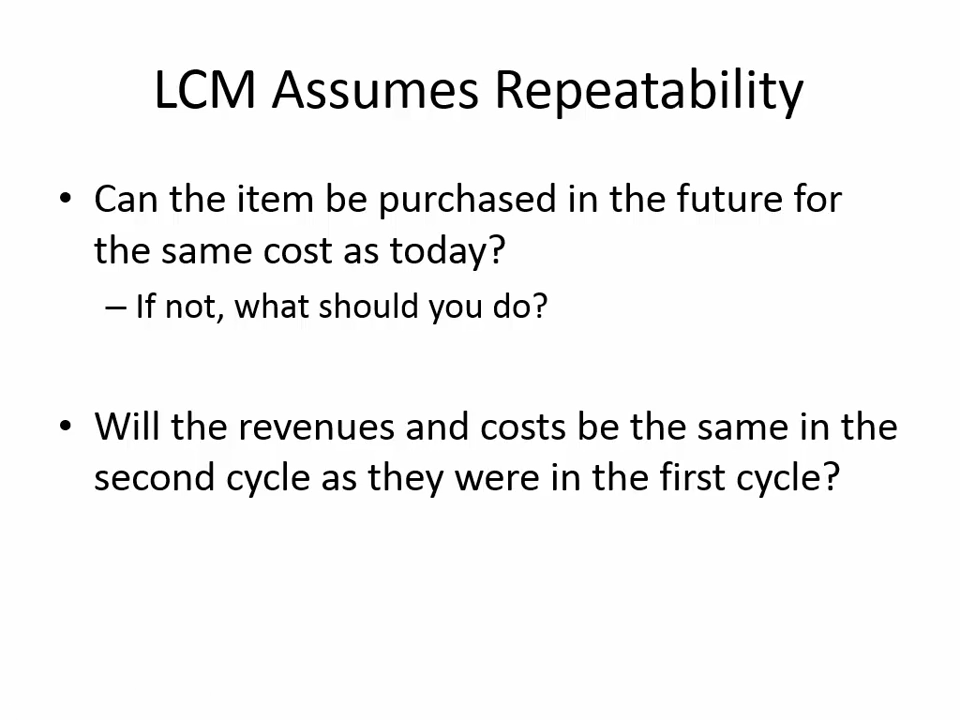 LCM Assumes Repeatability
• Can the item be purchased in the future for
the same cost as today?
– If not, what should you do?
• Will the revenues and costs be the same in the
second cycle as they were in the first cycle?